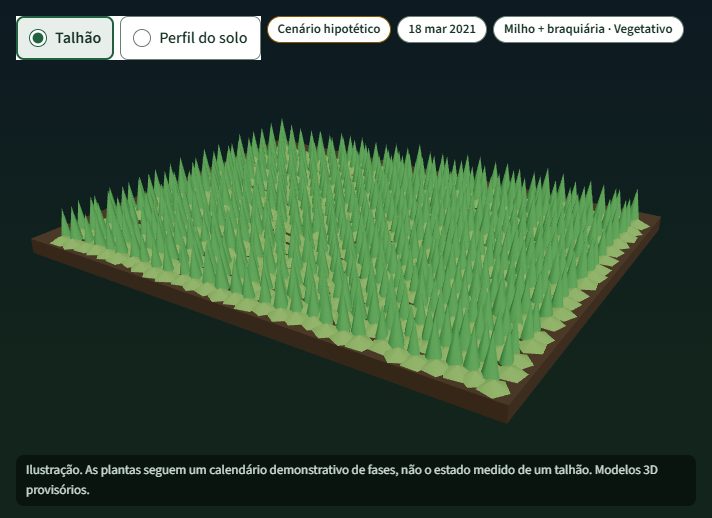 Talhão
Perfil do solo
Cenário hipotético
18 mar 2021
Milho + braquiária · Vegetativo
Ilustração. As plantas seguem um calendário demonstrativo de fases, não o estado medido de um talhão. Modelos 3D
provisórios.